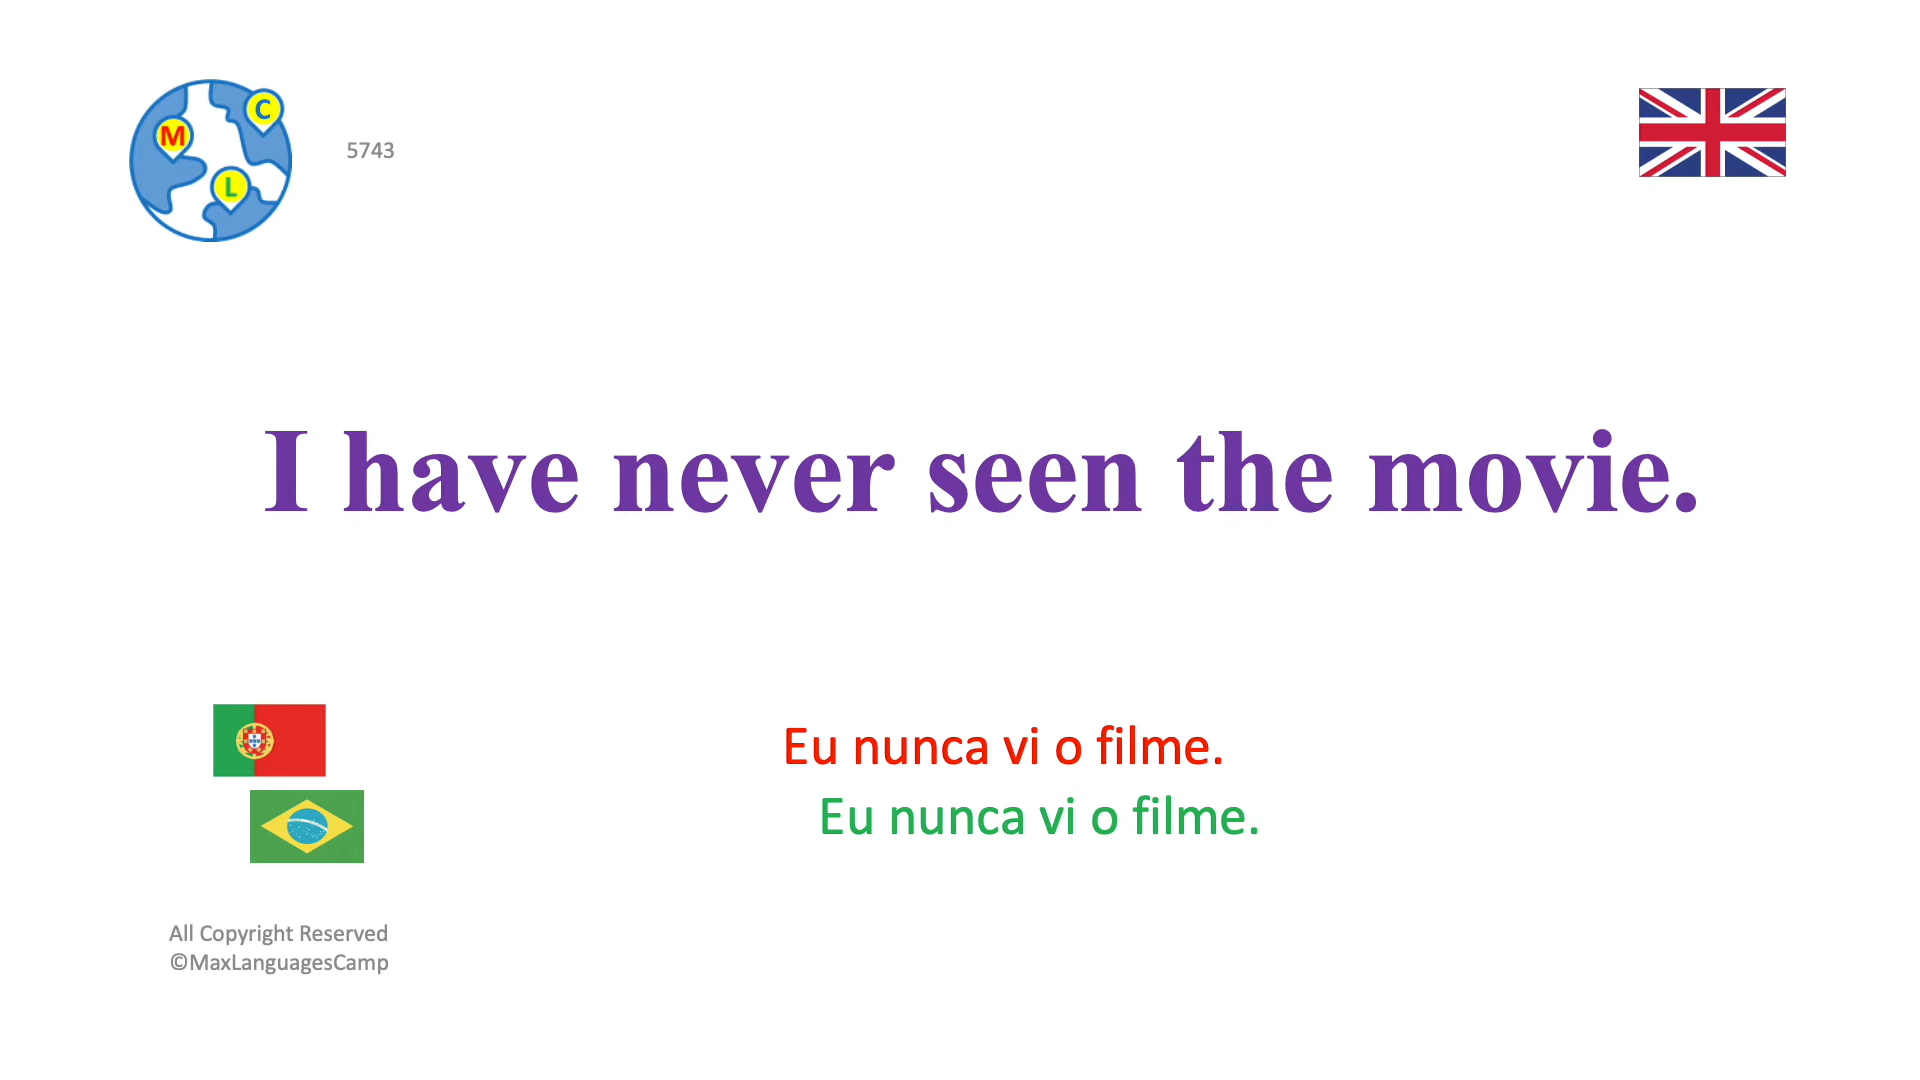 M
C
L
5743
I have never seen the movie.
Eu nunca vi o filme.
Eu nunca vi o filme.
All Copyright Reserved
©MaxLanguagesCamp